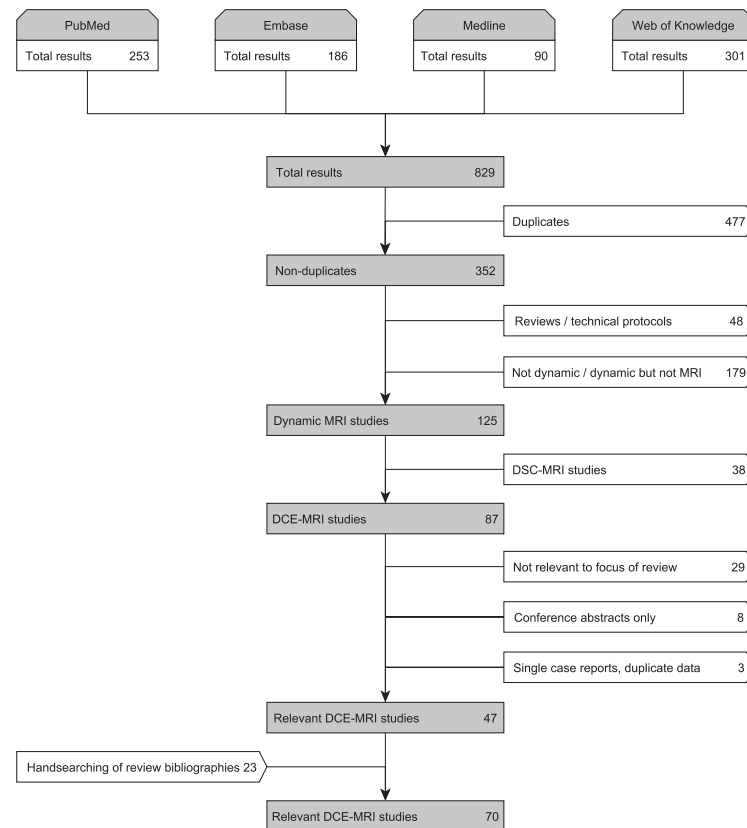 PubMed
Embase
Medline
Web of Knowledge
Total results 253
Total results 186
Total results 90
Total results 301
Total results 829
Duplicates 477
Non-duplicates 352
Reviews / technical protocols 48
Not dynamic / dynamic but not MRI 179
Dynamic MRI studies 125
DSC-MRI studies 38
DCE-MRI studies 87
Not relevant to focus of review 29
Conference abstracts only 8
Single case reports, duplicate data 3
Relevant DCE-MRI studies 47
Handsearching of review bibliographies 23
Relevant DCE-MRI studies 70